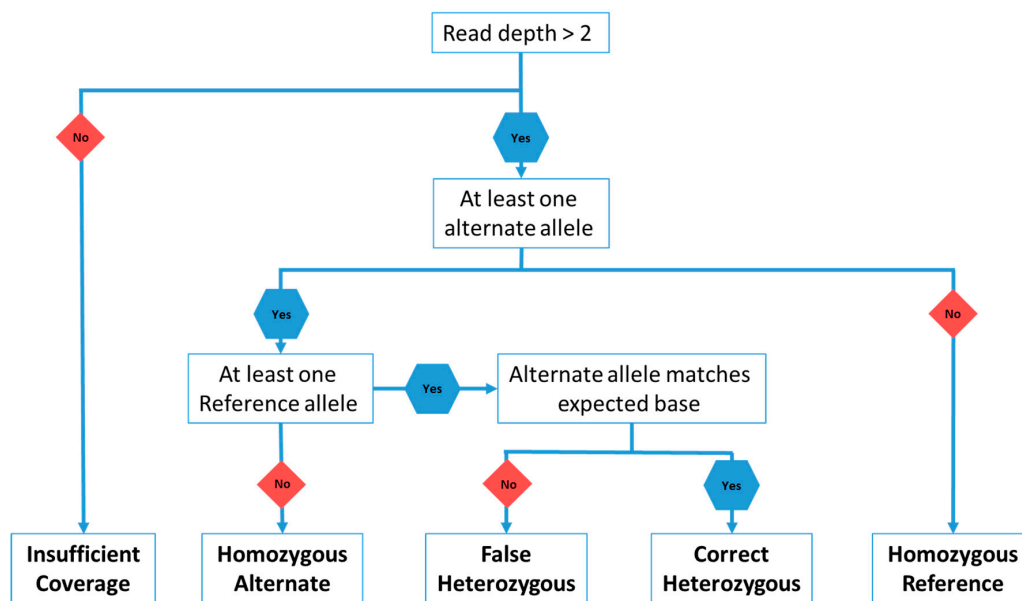 Read depth > 2
No
Yes
At least one
alternate allele
Yes
No
At least one
Reference allele
Yes
Alternate allele matches
expected base
No
No
Yes
Insufficient
Coverage
Homozygous
Alternate
False
Heterozygous
Correct
Heterozygous
Homozygous
Reference